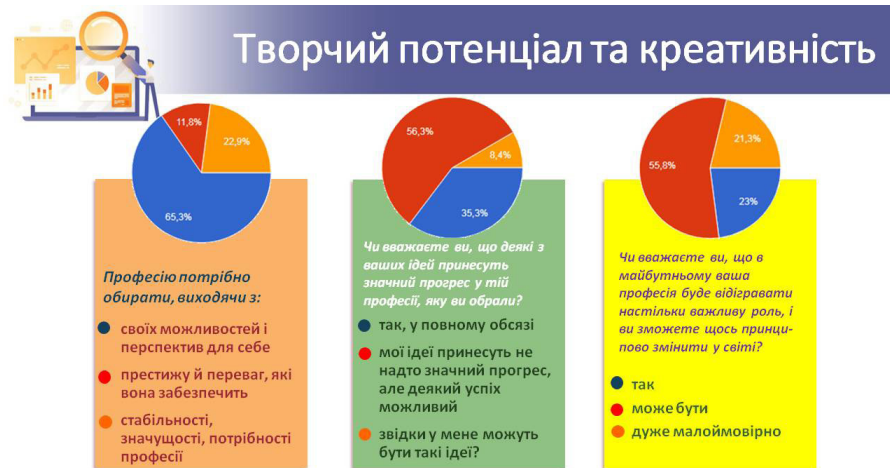 Творчий потенціал та креативність
11,8%
22,9%
65,3%
Професію потрібно
обирати, виходячи з:
своїх можливостей і
перспектив для себе
престижу й переваг, які
вона забезпечить
стабільності,
значущості, потрібності
професії
56,3%
8,4%
35,3%
Чи вважаєте ви, що деякі з
ваших ідей принесуть
значний прогрес у тій
професії, яку ви обрали?
так, у повному обсязі
мої ідеї принесуть не
надто значний прогрес,
але деякий успіх
можливий
звідки у мене можуть
бути такі ідеї?
55,8%
21,3%
23%
Чи вважаєте ви, що в
майбутньому ваша
професія буде відігравати
настільки важливу роль, і
ви зможете щось принци-
пово змінити у світі?
так
може бути
дуже малоймовірно